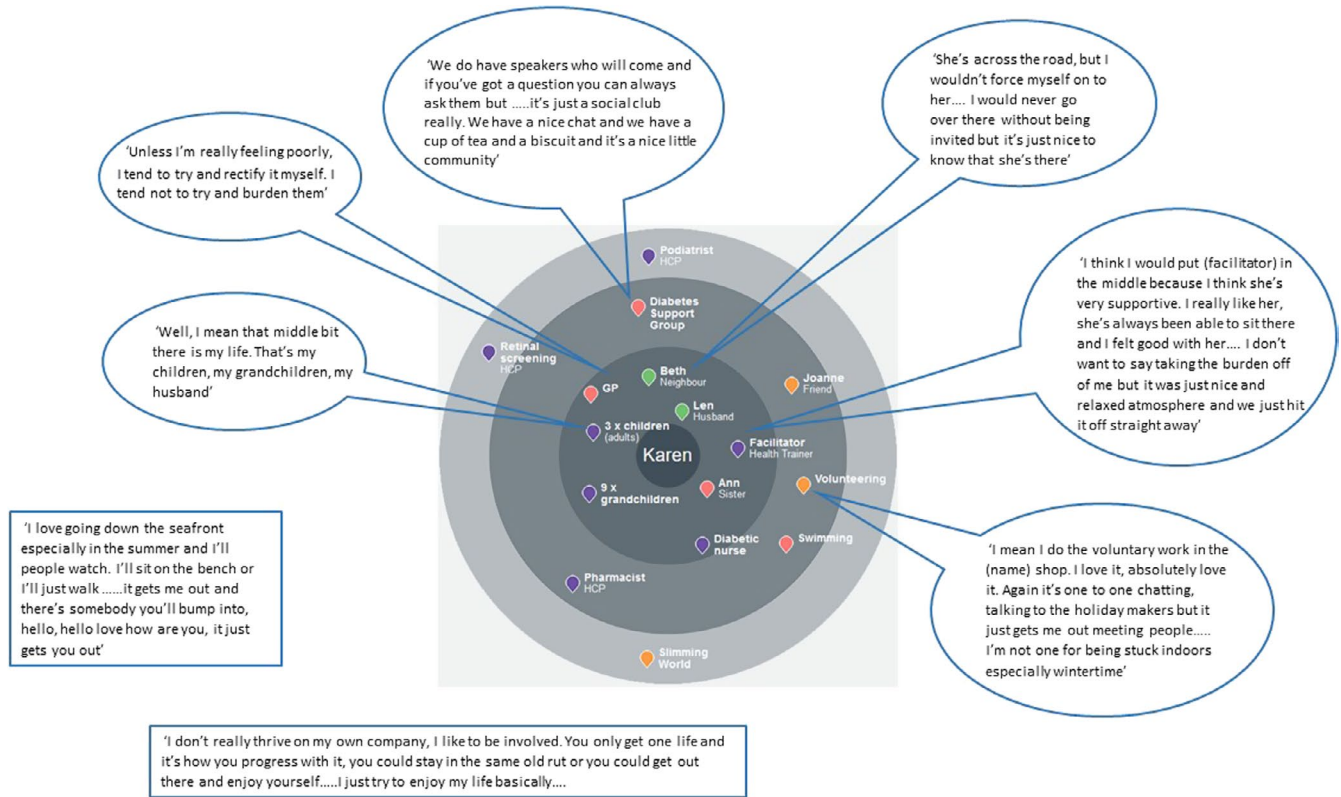 'We do have speakers who will come and
if you've got a question you can always
ask them but .....it's just a social club
really. We have a nice chat and we have a
cup of tea and a biscuit and it's a nice little
community'
'She's across the road, but I
wouldn't force myself on to
her.... I would never go
over there without being
invited but it's just nice to
know that she's there'
'Unless I'm really feeling poorly,
I tend to try and rectify it myself. I
tend not to try and burden them'
'I think I would put (facilitator) in
the middle because I think she's
very supportive. I really like her,
she's always been able to sit there
and I felt good with her.... I don't
want to say taking the burden off
of me but it was just nice and
relaxed atmosphere and we just hit
it off straight away'
'Well, I mean that middle bit
there is my life. That's my
children, my grandchildren, my
husband'
Podiatrist
HCP
Diabetes
Support
Group
Retinal
screening
HCP
Beth
Neighbour
GP
Joanne
Friend
Len
Husband
3 x children
(adults)
Karen
Facilitator
Health Trainer
9 x
grandchildren
Ann
Sister
Volunteering
Diabetic
nurse
Swimming
Pharmacist
HCP
Slimming
World
'I love going down the seafront
especially in the summer and I'll
people watch. I'll sit on the bench or
I'll just walk ......it gets me out and
there's somebody you'll bump into,
hello, hello love how are you, it just
gets you out'
'I mean I do the voluntary work in the
(name) shop. I love it, absolutely love
it. Again it's one to one chatting,
talking to the holiday makers but it
just gets me out meeting people.....
I'm not one for being stuck indoors
especially wintertime'
'I don't really thrive on my own company, I like to be involved. You only get one life and
it's how you progress with it, you could stay in the same old rut or you could get out
there and enjoy yourself.....I just try to enjoy my life basically....